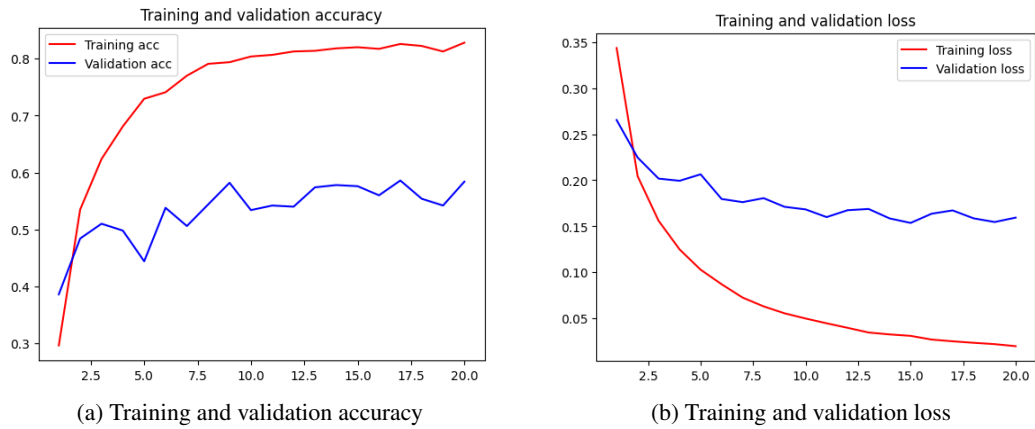 Training and validation accuracy
Training acc
Validation acc
0.8
0.7
0.6
0.5
0.4
0.3
2.5 5.0 7.5 10.0 12.5 15.0 17.5 20.0
(a) Training and validation accuracy
Training and validation loss
Training loss
Validation loss
0.35
0.30
0.25
0.20
0.15
0.10
0.05
2.5 5.0 7.5 10.0 12.5 15.0 17.5 20.0
(b) Training and validation loss